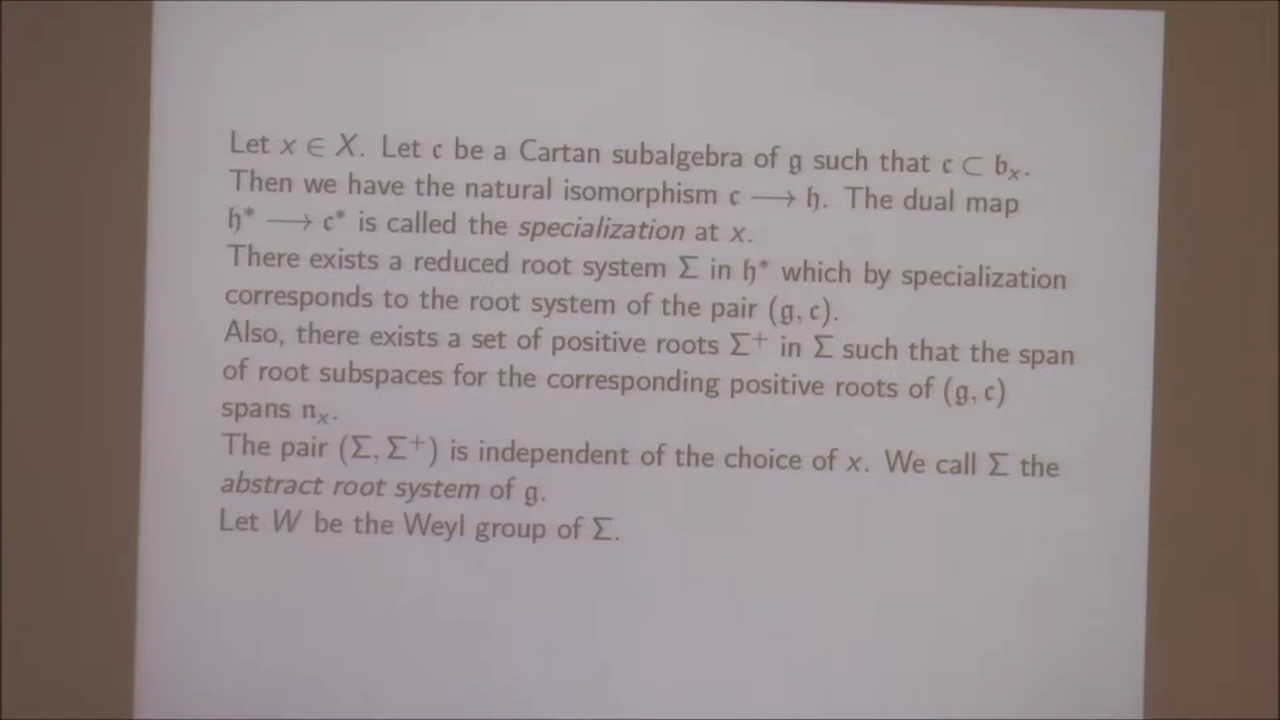 Let x ∈ X. Let 𝔠 be a Cartan subalgebra of 𝔤 such that 𝔠 ⊂ 𝔟ₓ.
Then we have the natural isomorphism 𝔠 ⟶ 𝔥. The dual map
𝔥* ⟶ 𝔠* is called the specialization at x.
There exists a reduced root system Σ in 𝔥* which by specialization
corresponds to the root system of the pair (𝔤, 𝔠).
Also, there exists a set of positive roots Σ⁺ in Σ such that the span
of root subspaces for the corresponding positive roots of (𝔤, 𝔠)
spans 𝔫ₓ.
The pair (Σ, Σ⁺) is independent of the choice of x. We call Σ the
abstract root system of 𝔤.
Let W be the Weyl group of Σ.